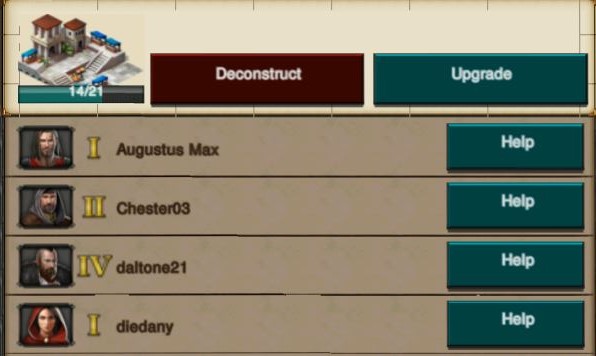 14/21
Deconstruct
Upgrade
I Augustus Max Help
II Chester03 Help
IV daltone21 Help
I diedany Help